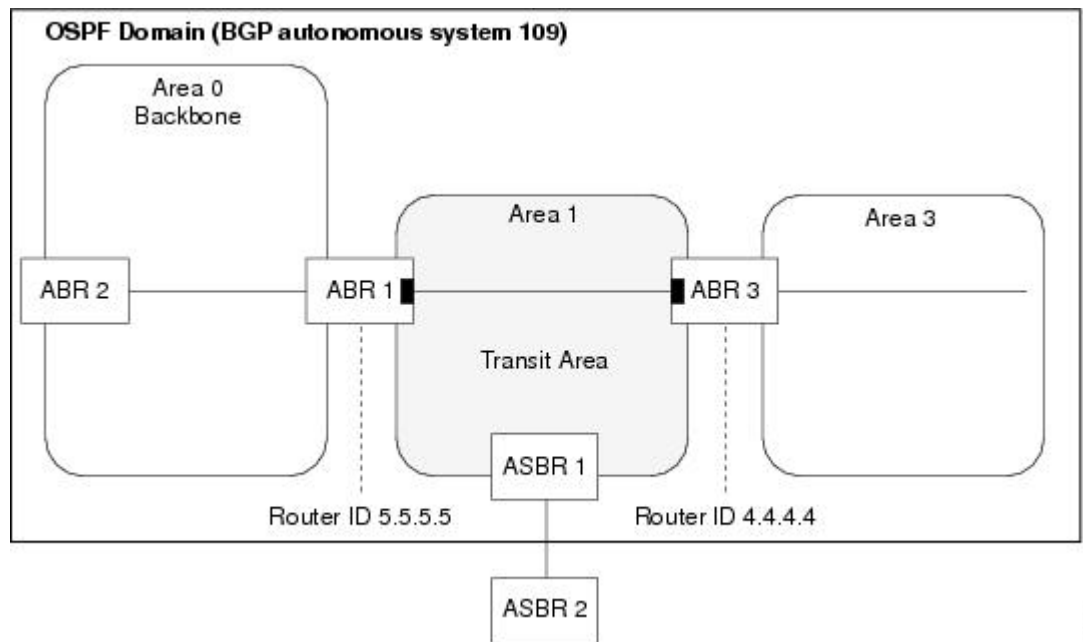 OSPF Domain (BGP autonomous system 109)
Area 0
Backbone
Area 1
Area 3
ABR 2
ABR 1
ABR 3
Transit Area
ASBR 1
Router ID 5.5.5.5
Router ID 4.4.4.4
ASBR 2